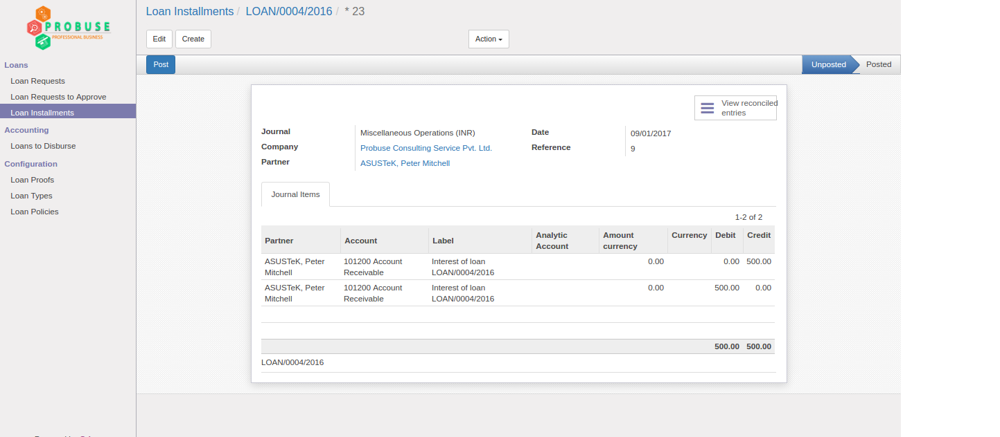 PROBUSE
PROFESSIONAL BUSINESS
Loans
Loan Requests
Loan Requests to Approve
Loan Installments
Accounting
Loans to Disburse
Configuration
Loan Proofs
Loan Types
Loan Policies
Loan Installments / LOAN/0004/2016 / * 23
Edit Create Action
Post Unposted Posted
View reconciled
entries
Journal Miscellaneous Operations (INR) Date 09/01/2017
Company Probuse Consulting Service Pvt. Ltd. Reference 9
Partner ASUSTeK, Peter Mitchell
Journal Items
1-2 of 2
Partner Account Label Analytic Account Amount currency Currency Debit Credit
ASUSTeK, Peter 101200 Account Interest of loan 0.00 0.00 500.00
Mitchell Receivable LOAN/0004/2016
ASUSTeK, Peter 101200 Account Interest of loan 0.00 500.00 0.00
Mitchell Receivable LOAN/0004/2016
500.00 500.00
LOAN/0004/2016